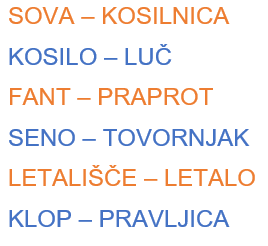 SOVA – KOSILNICA
KOSILO – LUČ
FANT – PRAPROT
SENO – TOVORNJAK
LETALIŠČE – LETALO
KLOP – PRAVLJICA